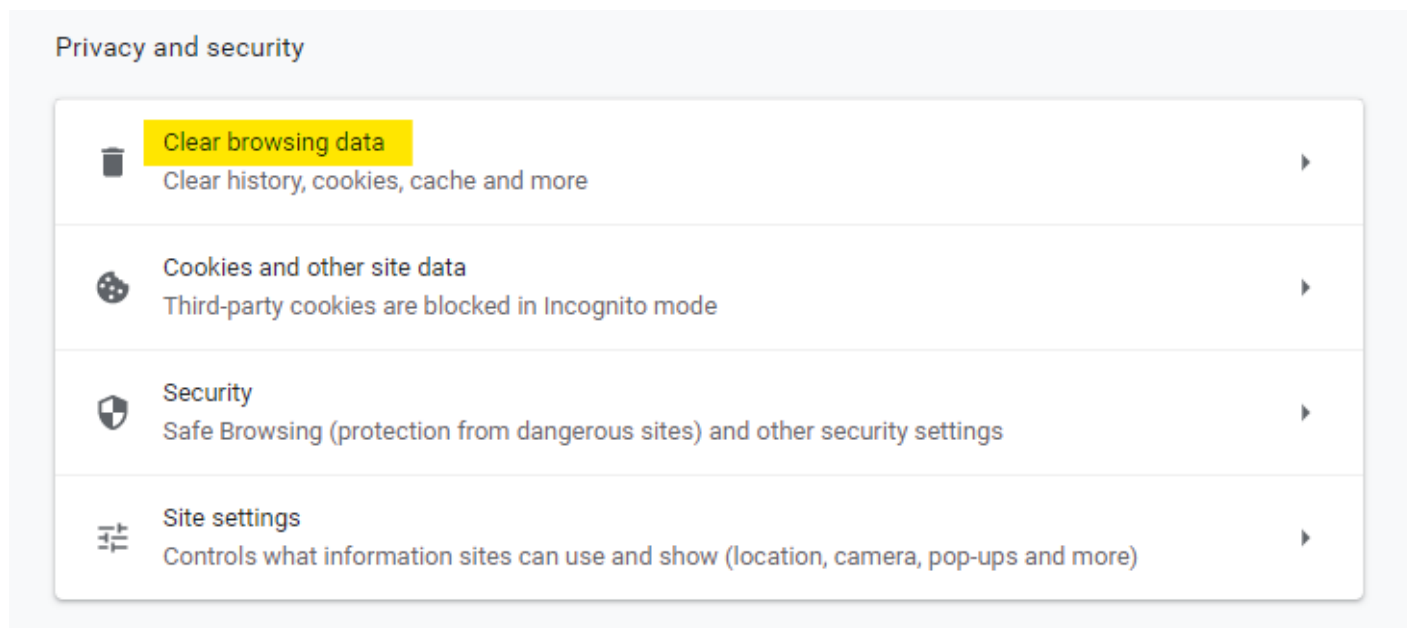 Privacy and security
Clear browsing data
Clear history, cookies, cache and more
Cookies and other site data
Third-party cookies are blocked in Incognito mode
Security
Safe Browsing (protection from dangerous sites) and other security settings
Site settings
Controls what information sites can use and show (location, camera, pop-ups and more)